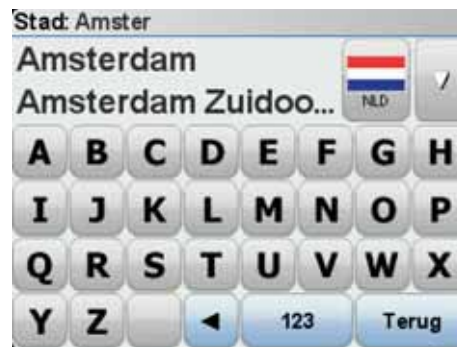 Stad: Amster
Amsterdam
Amsterdam Zuidoo...
NLD
A B C D E F G H
I J K L M N O P
Q R S T U V W X
Y Z 123 Terug